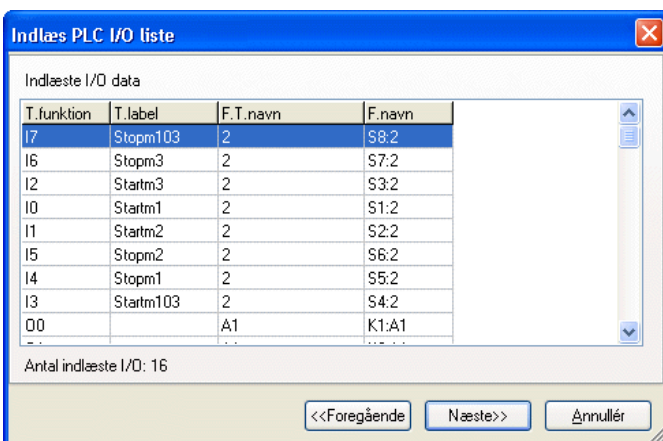 Indlæs PLC I/O liste
Indlæste I/O data
T.funktion T.label F.T.navn F.navn
I7 Stopm103 2 S8:2
I6 Stopm3 2 S7:2
I2 Startm3 2 S3:2
I0 Startm1 2 S1:2
I1 Startm2 2 S2:2
I5 Stopm2 2 S6:2
I4 Stopm1 2 S5:2
I3 Startm103 2 S4:2
O0 A1 K1:A1
Antal indlæste I/O: 16
<<Foregående Næste>> Annullér